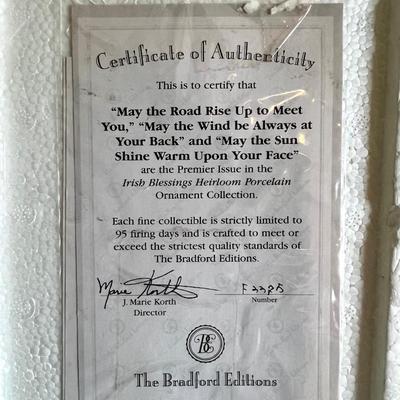 Certificate of Authenticity
This is to certify that
“May the Road Rise Up to Meet
You,” “May the Wind be Always at
Your Back” and “May the Sun
Shine Warm Upon Your Face”
are the Premier Issue in the
Irish Blessings Heirloom Porcelain
Ornament Collection.
Each fine collectible is strictly limited to
95 firing days and is crafted to meet or
exceed the strictest quality standards of
The Bradford Editions.
Marie Korth
J. Marie Korth
Director
Number
BE
The Bradford Editions